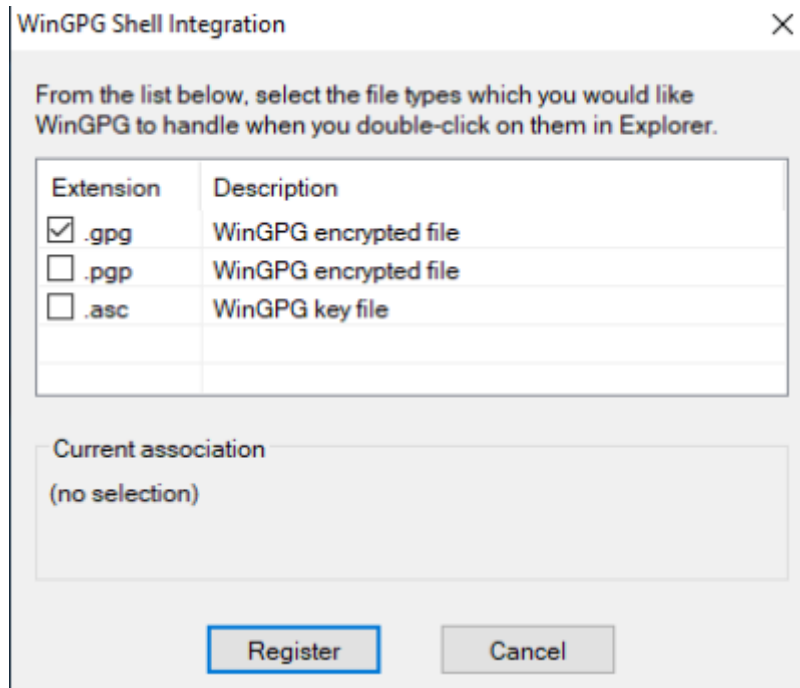 WinGPG Shell Integration
From the list below, select the file types which you would like
WinGPG to handle when you double-click on them in Explorer.
Extension Description
.gpg WinGPG encrypted file
.pgp WinGPG encrypted file
.asc WinGPG key file
Current association
(no selection)
Register Cancel